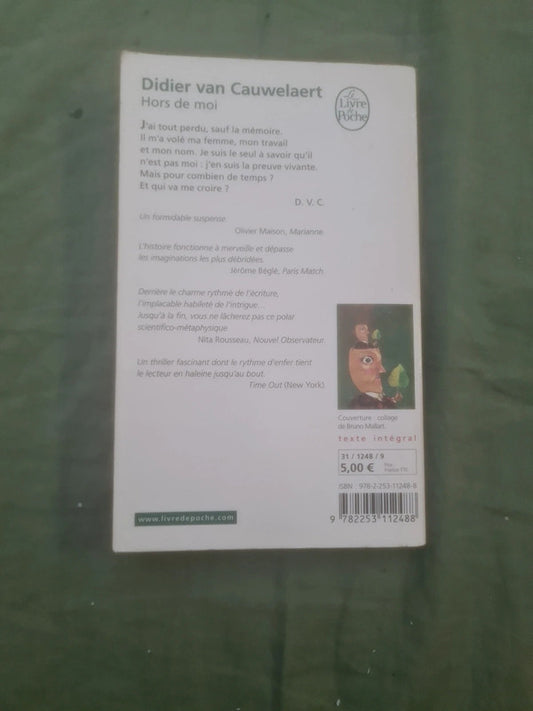 Didier van Cauwelaert
Hors de moi
Le
Livre
de
Poche
J'ai tout perdu, sauf la mémoire.
Il m'a volé ma femme, mon travail
et mon nom. Je suis le seul à savoir qu'il
n'est pas moi : j'en suis la preuve vivante.
Mais pour combien de temps ?
Et qui va me croire ?
D. V. C.
Un formidable suspense.
Olivier Maison, Marianne.
L'histoire fonctionne à merveille et dépasse
les imaginations les plus débridées.
Jérôme Béglé, Paris Match.
Derrière le charme rythmé de l'écriture,
l'implacable habileté de l'intrigue...
Jusqu'à la fin, vous ne lâcherez pas ce polar
scientifico-métaphysique.
Nita Rousseau, Nouvel Observateur.
Un thriller fascinant dont le rythme d'enfer tient
le lecteur en haleine jusqu'au bout.
Time Out (New York).
Couverture : collage
de Bruno Mallart.
texte intégral
31 / 1248 / 9
5,00 € Prix
France TTC
ISBN : 978-2-253-11248-8
9 782253 112488
www.livredepoche.com